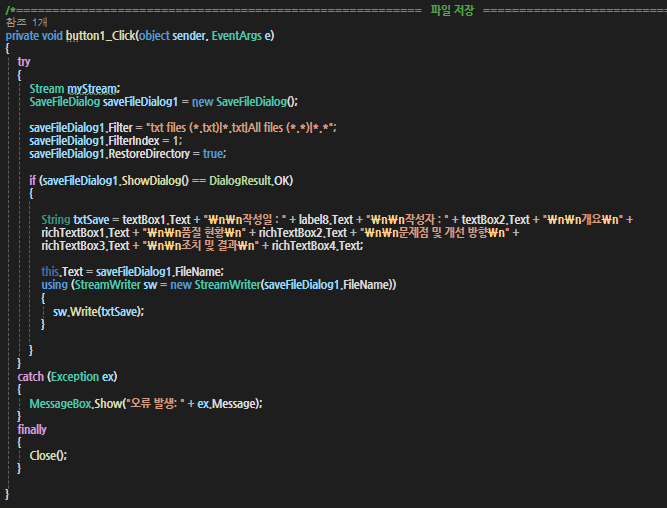 /*========================================================== 파일 저장 ==============================
참조 1개
private void button1_Click(object sender, EventArgs e)
{
try
{
Stream myStream;
SaveFileDialog saveFileDialog1 = new SaveFileDialog();
saveFileDialog1.Filter = "txt files (*.txt)|*.txt|All files (*.*)|*.*";
saveFileDialog1.FilterIndex = 1;
saveFileDialog1.RestoreDirectory = true;
if (saveFileDialog1.ShowDialog() == DialogResult.OK)
{
String txtSave = textBox1.Text + "₩n₩n작성일 : " + label8.Text + "₩n₩n작성자 : " + textBox2.Text + "₩n₩n개요₩n" +
richTextBox1.Text + "₩n₩n품질 현황₩n" + richTextBox2.Text + "₩n₩n문제점 및 개선 방향₩n" +
richTextBox3.Text + "₩n₩n조치 및 결과₩n" + richTextBox4.Text;
this.Text = saveFileDialog1.FileName;
using (StreamWriter sw = new StreamWriter(saveFileDialog1.FileName))
{
sw.Write(txtSave);
}
}
}
catch (Exception ex)
{
MessageBox.Show("오류 발생: " + ex.Message);
}
finally
{
Close();
}
}